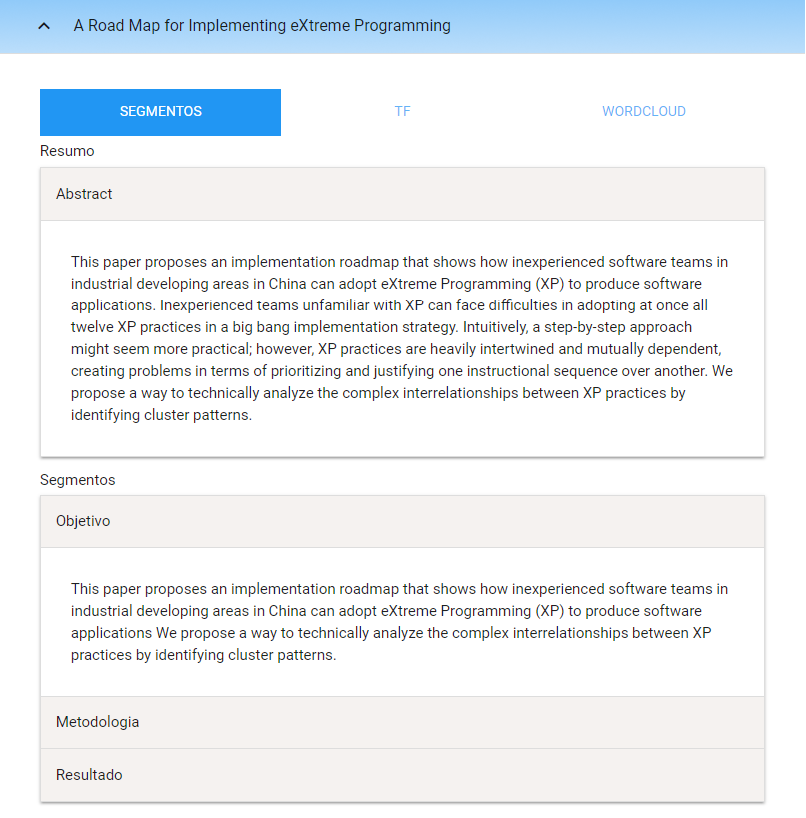 A Road Map for Implementing eXtreme Programming
SEGMENTOS
TF
WORDCLOUD
Resumo
Abstract
This paper proposes an implementation roadmap that shows how inexperienced software teams in
industrial developing areas in China can adopt eXtreme Programming (XP) to produce software
applications. Inexperienced teams unfamiliar with XP can face difficulties in adopting at once all
twelve XP practices in a big bang implementation strategy. Intuitively, a step-by-step approach
might seem more practical; however, XP practices are heavily intertwined and mutually dependent,
creating problems in terms of prioritizing and justifying one instructional sequence over another. We
propose a way to technically analyze the complex interrelationships between XP practices by
identifying cluster patterns.
Segmentos
Objetivo
This paper proposes an implementation roadmap that shows how inexperienced software teams in
industrial developing areas in China can adopt eXtreme Programming (XP) to produce software
applications We propose a way to technically analyze the complex interrelationships between XP
practices by identifying cluster patterns.
Metodologia
Resultado